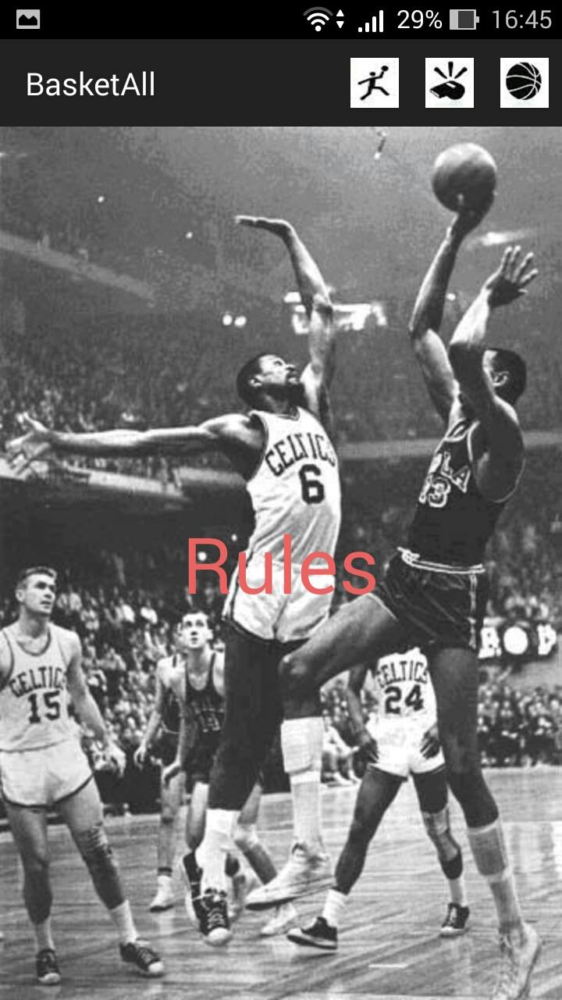 29% 16:45
BasketAll
CELTICS
6
Rules
CELTICS
15
CELTICS
24